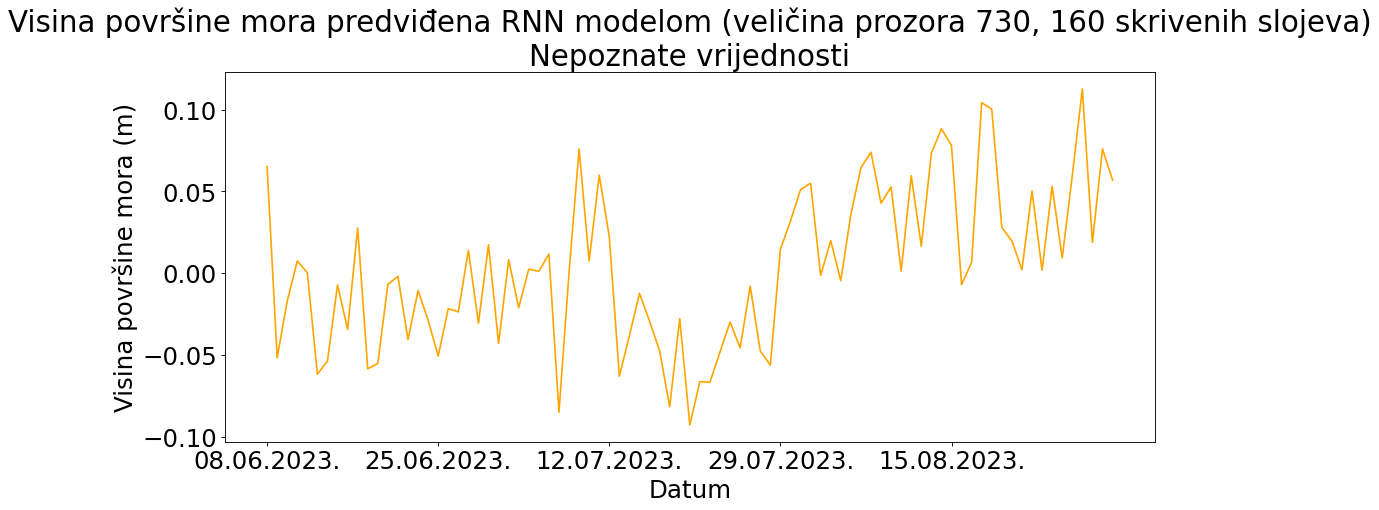 Visina površine mora predviđena RNN modelom (veličina prozora 730, 160 skrivenih slojeva)
Nepoznate vrijednosti
Visina površine mora (m)
0.10
0.05
0.00
−0.05
−0.10
08.06.2023. 25.06.2023. 12.07.2023. 29.07.2023. 15.08.2023.
Datum